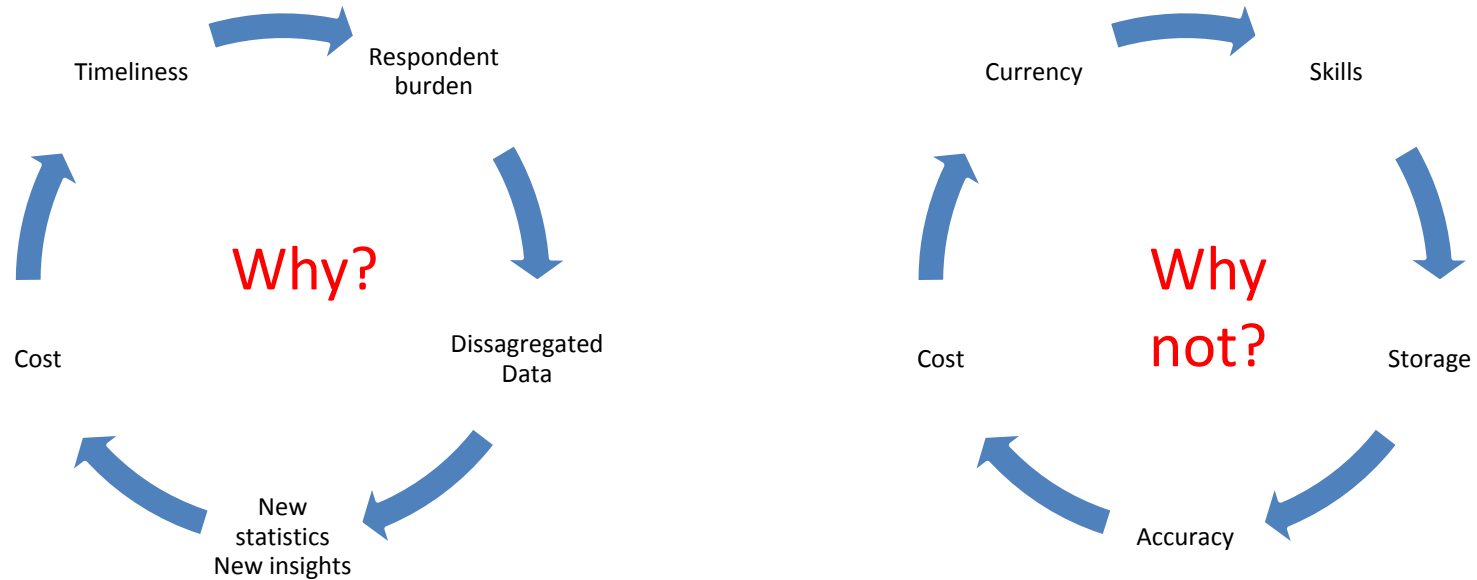 Timeliness
Respondent
burden
Why?
Cost
Dissagregated
Data
New
statistics
New insights
Currency
Skills
Why
not?
Cost
Storage
Accuracy